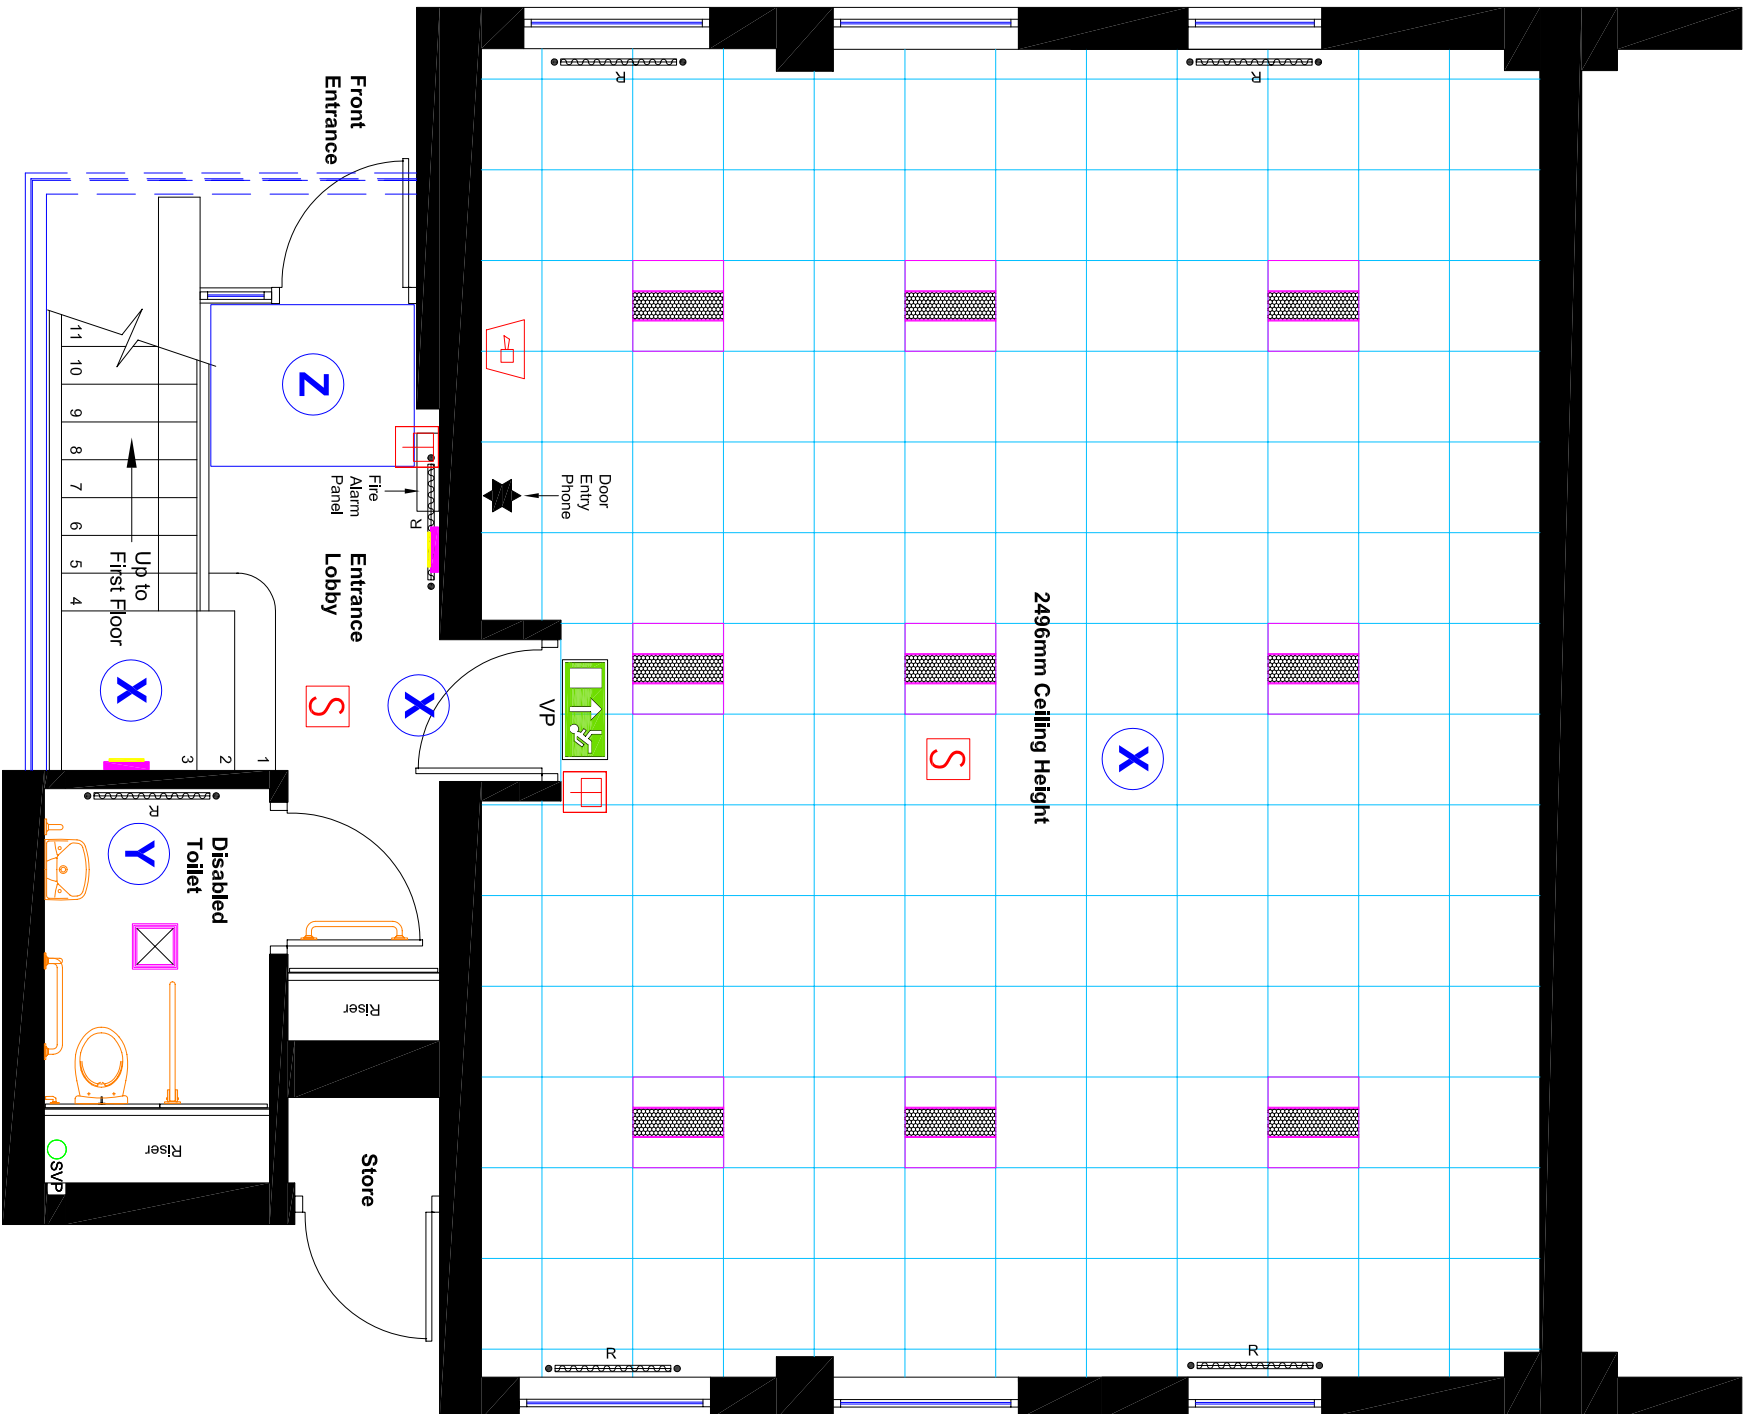 Front
Entrance
R
R
Z
11
10
9
8
7
6
5
4
3
2
1
Up to
First Floor
Fire
Alarm
Panel
R
Door
Entry
Phone
Entrance
Lobby
S
X
X
VP
2496mm Ceiling Height
S
X
R
Y
Disabled
Toilet
Riser
Riser
SVP
Store
R
R